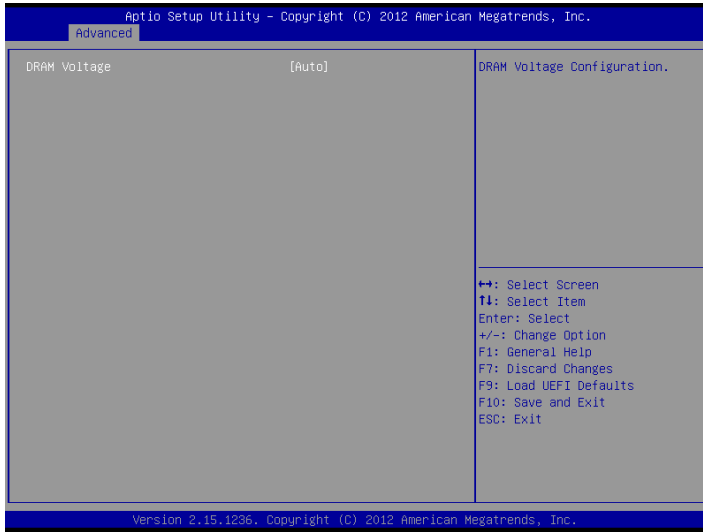 Aptio Setup Utility – Copyright (C) 2012 American Megatrends, Inc.
Advanced
DRAM Voltage [Auto]
DRAM Voltage Configuration.
↔: Select Screen
↑↓: Select Item
Enter: Select
+/-: Change Option
F1: General Help
F7: Discard Changes
F9: Load UEFI Defaults
F10: Save and Exit
ESC: Exit
Version 2.15.1236. Copyright (C) 2012 American Megatrends, Inc.